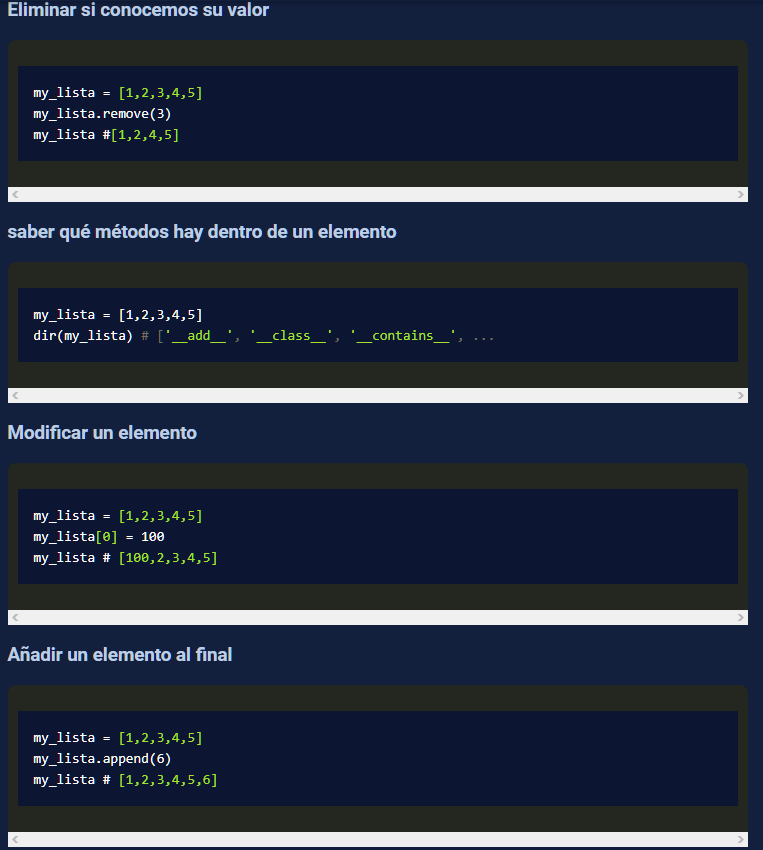 Eliminar si conocemos su valor
my_lista = [1,2,3,4,5]
my_lista.remove(3)
my_lista #[1,2,4,5]
saber qué métodos hay dentro de un elemento
my_lista = [1,2,3,4,5]
dir(my_lista) # ['__add__', '__class__', '__contains__', ...
Modificar un elemento
my_lista = [1,2,3,4,5]
my_lista[0] = 100
my_lista # [100,2,3,4,5]
Añadir un elemento al final
my_lista = [1,2,3,4,5]
my_lista.append(6)
my_lista # [1,2,3,4,5,6]